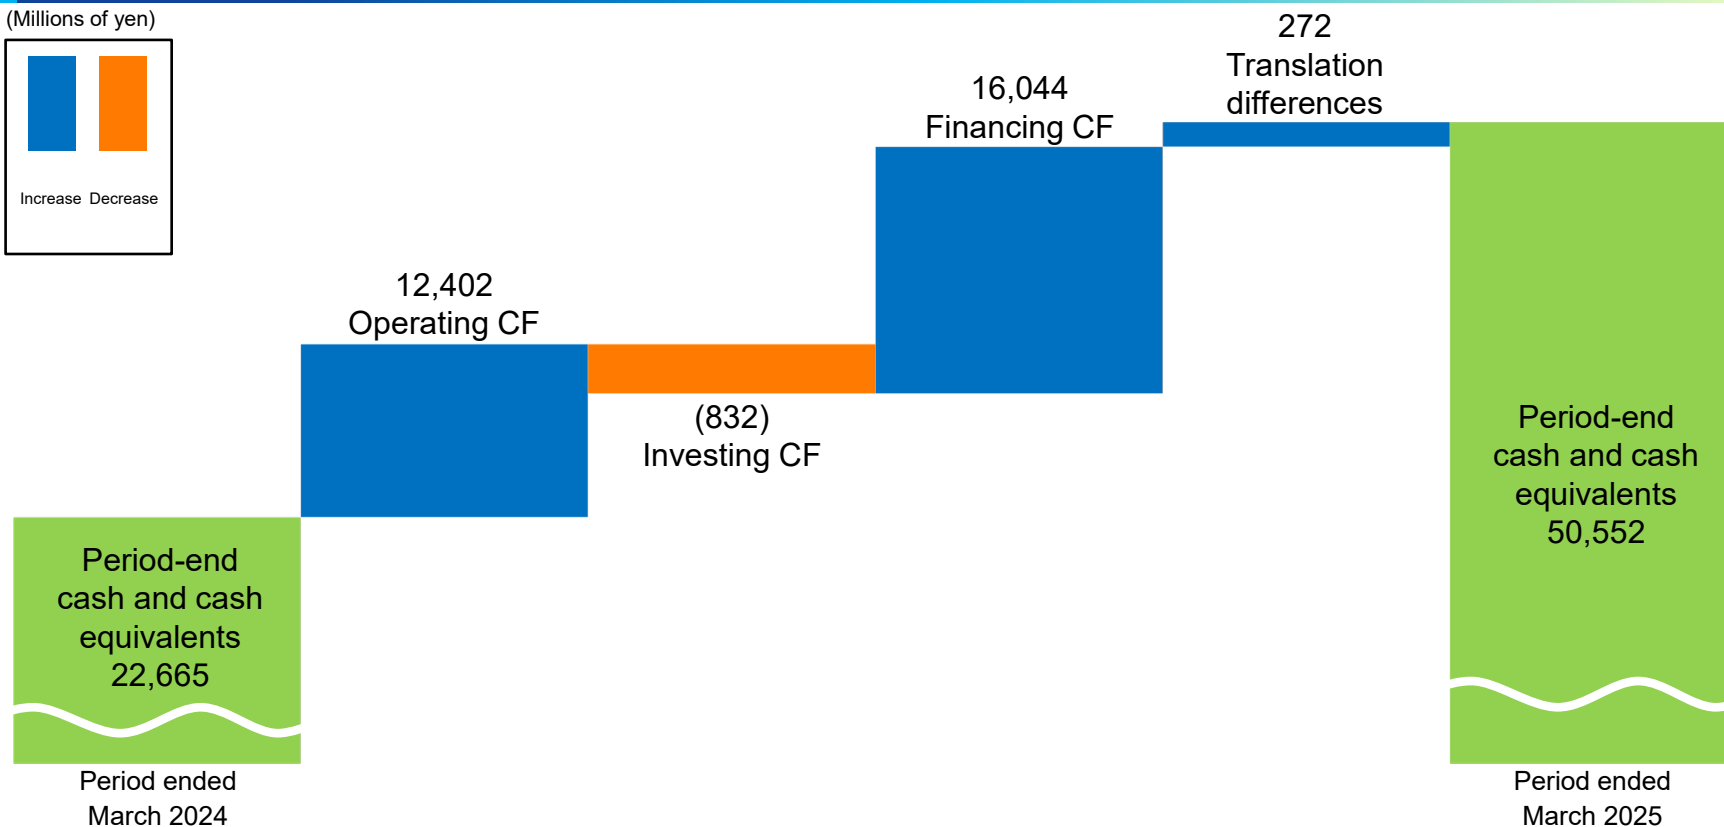 (Millions of yen)
Increase Decrease
Period-end
cash and cash
equivalents
22,665
Period ended
March 2024
12,402
Operating CF
(832)
Investing CF
16,044
Financing CF
272
Translation
differences
Period-end
cash and cash
equivalents
50,552
Period ended
March 2025